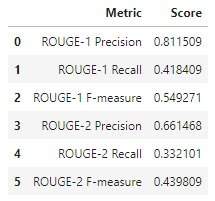 Metric Score
0 ROUGE-1 Precision 0.811509
1 ROUGE-1 Recall 0.418409
2 ROUGE-1 F-measure 0.549271
3 ROUGE-2 Precision 0.661468
4 ROUGE-2 Recall 0.332101
5 ROUGE-2 F-measure 0.439809